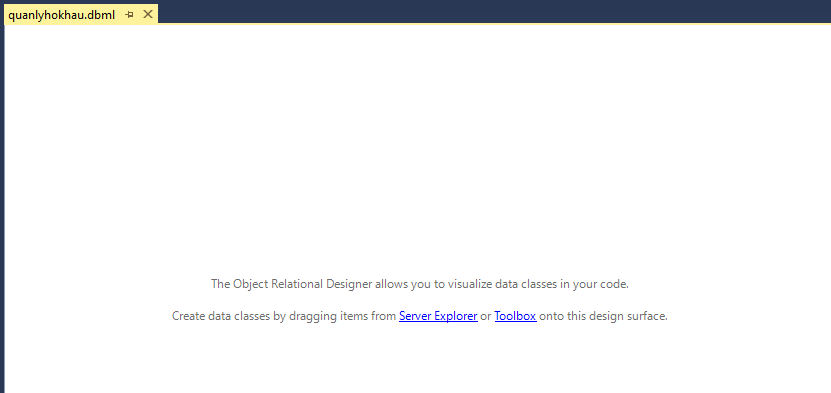 quanlyhokhau.dbml
The Object Relational Designer allows you to visualize data classes in your code.
Create data classes by dragging items from Server Explorer or Toolbox onto this design surface.